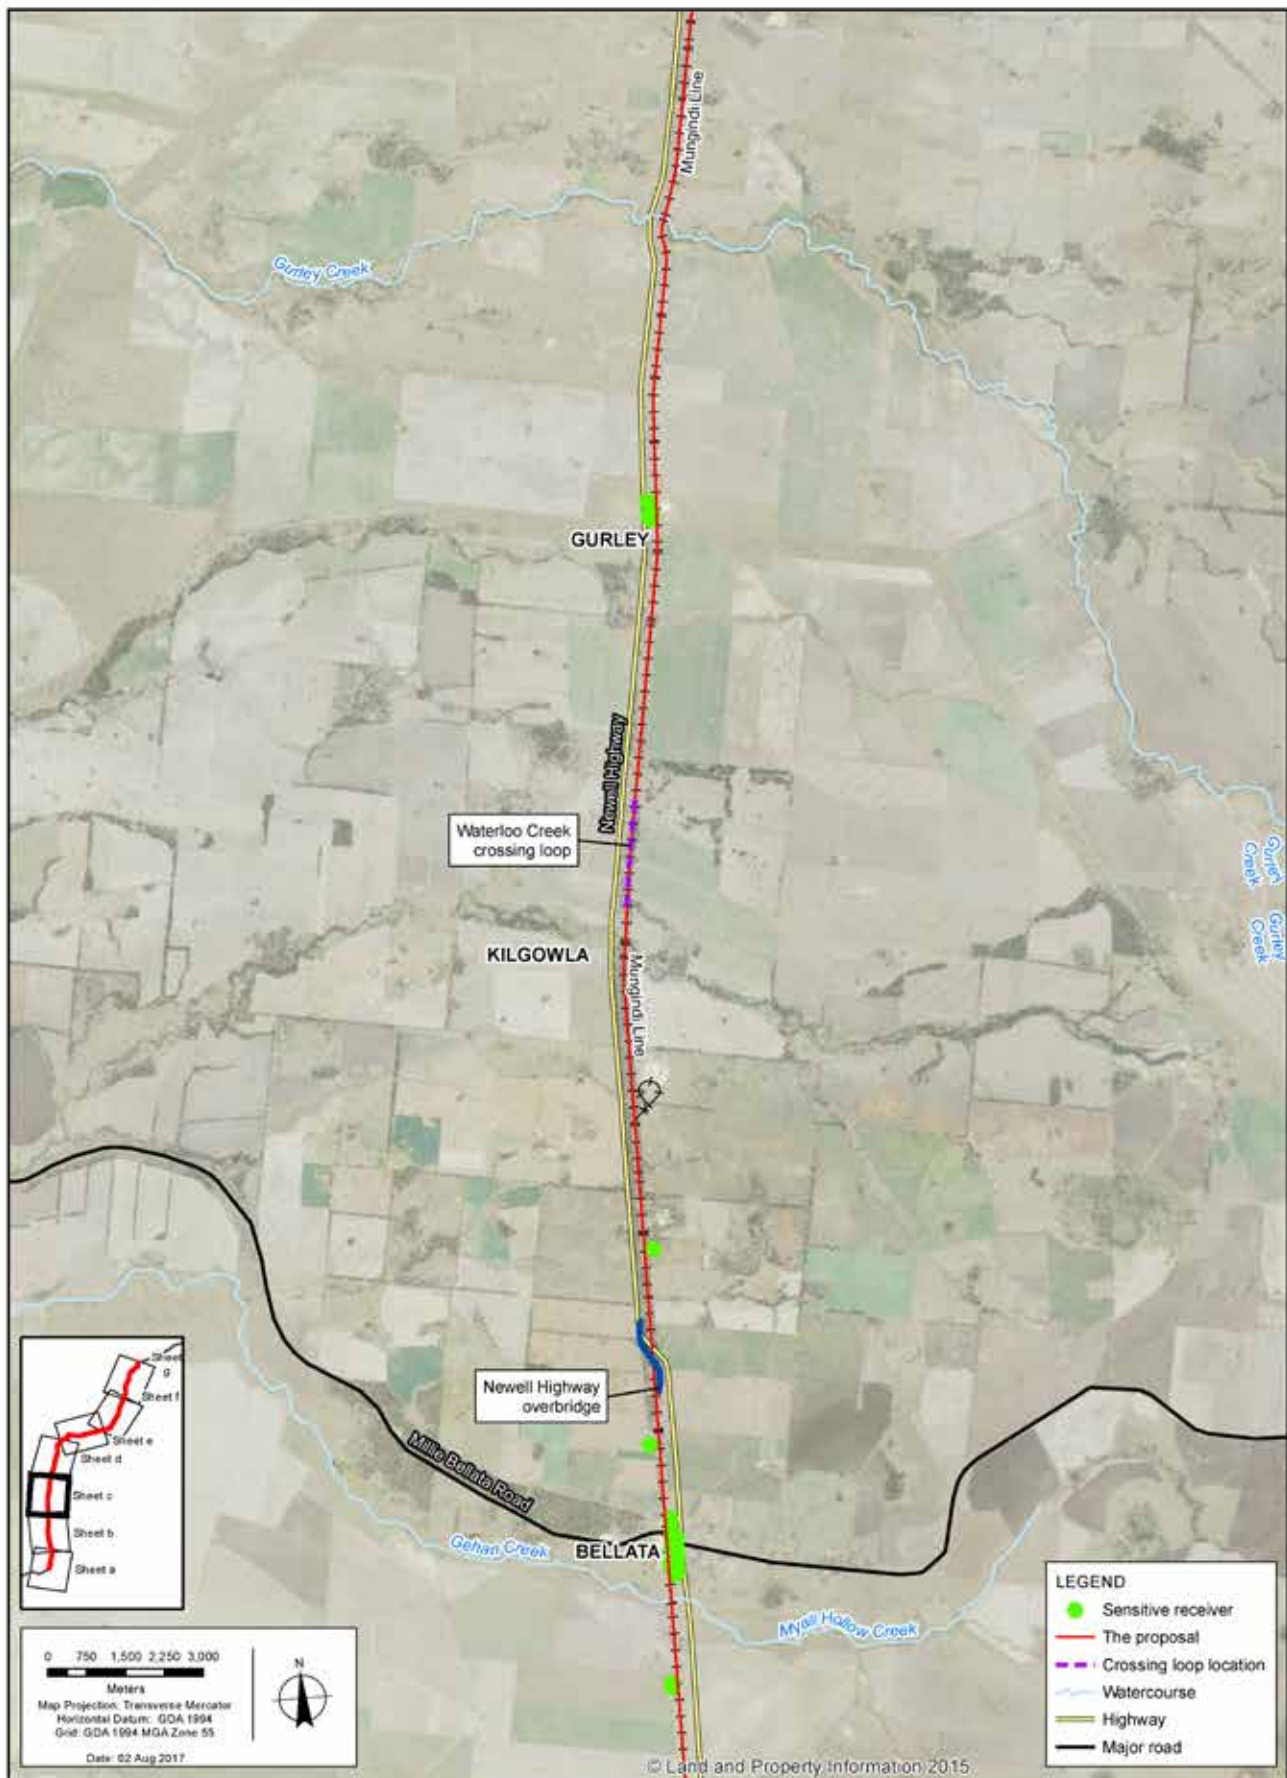 Mungindi Line
Gurley Creek
GURLEY
Newell Highway
Waterloo Creek
crossing loop
Gurley
Creek
Gurley
Creek
KILGOWLA
Mungindi Line
Newell Highway
overbridge
Millie Bellata Road
Gehan Creek
BELLATA
Myall Hollow Creek
Sheet
g
Sheet f
Sheet e
Sheet d
Sheet c
Sheet b
Sheet a
0 750 1,500 2,250 3,000
Meters
Map Projection: Transverse Mercator
Horizontal Datum: GDA 1994
Grid: GDA 1994 MGA Zone 55
Date: 02 Aug 2017
N
LEGEND
Sensitive receiver
The proposal
Crossing loop location
Watercourse
Highway
Major road
© Land and Property Information 2015